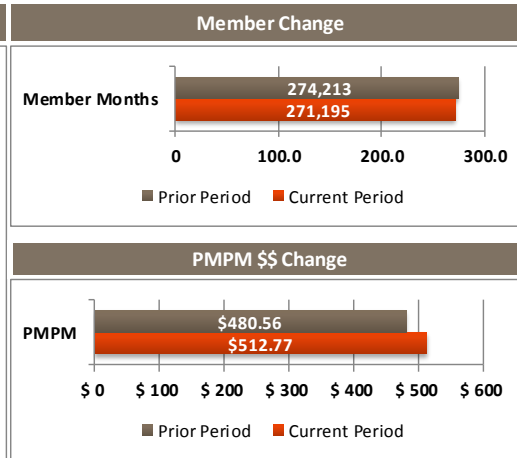 Member Change
Member Months
274,213
271,195
0 100.0 200.0 300.0
Prior Period Current Period
PMPM $$ Change
PMPM
$480.56
$512.77
$ 0 $ 100 $ 200 $ 300 $ 400 $ 500 $ 600
Prior Period Current Period